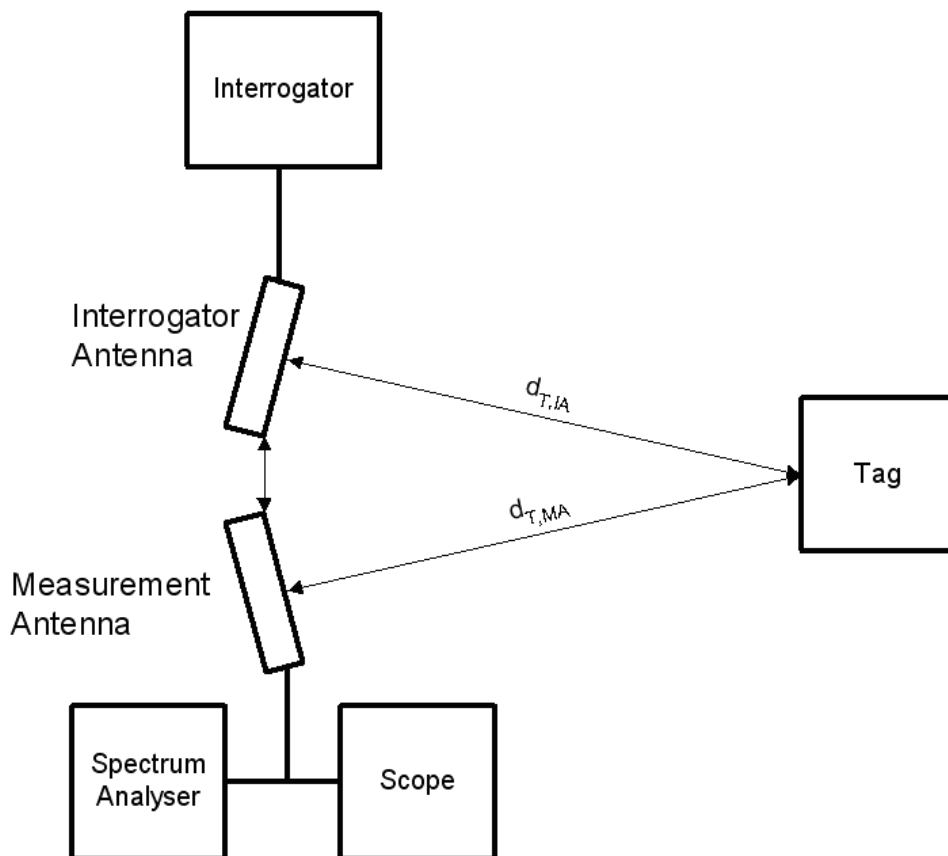 Interrogator
Interrogator
Antenna
d_T,IA
Tag
d_T,MA
Measurement
Antenna
Spectrum
Analyser
Scope